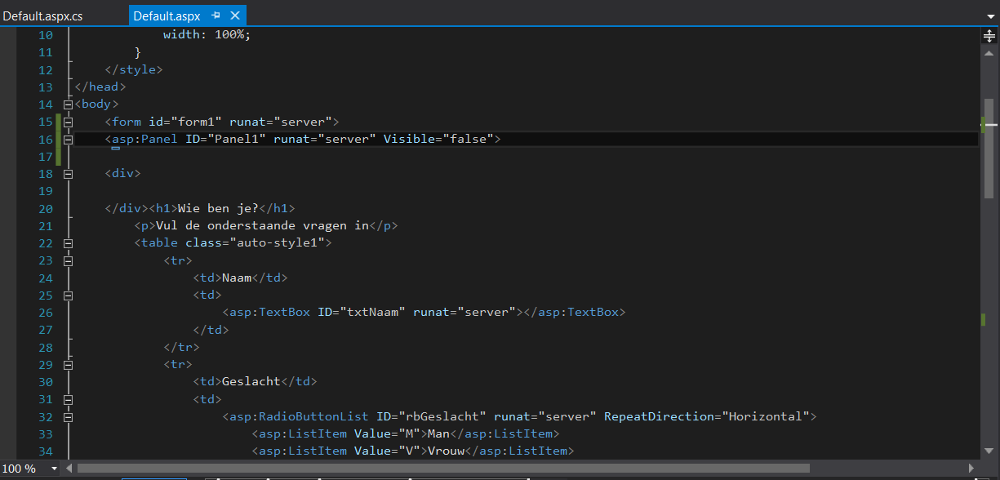 Default.aspx.cs Default.aspx
10 width: 100%;
11 }
12 </style>
13 </head>
14 <body>
15 <form id="form1" runat="server">
16 <asp:Panel ID="Panel1" runat="server" Visible="false">
17
18 <div>
19
20 </div><h1>Wie ben je?</h1>
21 <p>Vul de onderstaande vragen in</p>
22 <table class="auto-style1">
23 <tr>
24 <td>Naam</td>
25 <td>
26 <asp:TextBox ID="txtNaam" runat="server"></asp:TextBox>
27 </td>
28 </tr>
29 <tr>
30 <td>Geslacht</td>
31 <td>
32 <asp:RadioButtonList ID="rbGeslacht" runat="server" RepeatDirection="Horizontal">
33 <asp:ListItem Value="M">Man</asp:ListItem>
34 <asp:ListItem Value="V">Vrouw</asp:ListItem>
100 %